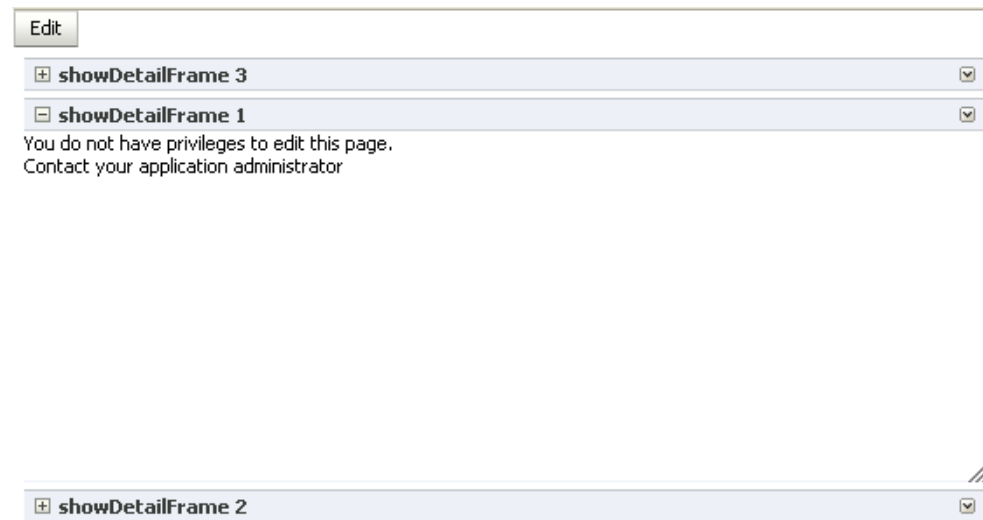 Edit
showDetailFrame 3
showDetailFrame 1
You do not have privileges to edit this page.
Contact your application administrator
showDetailFrame 2